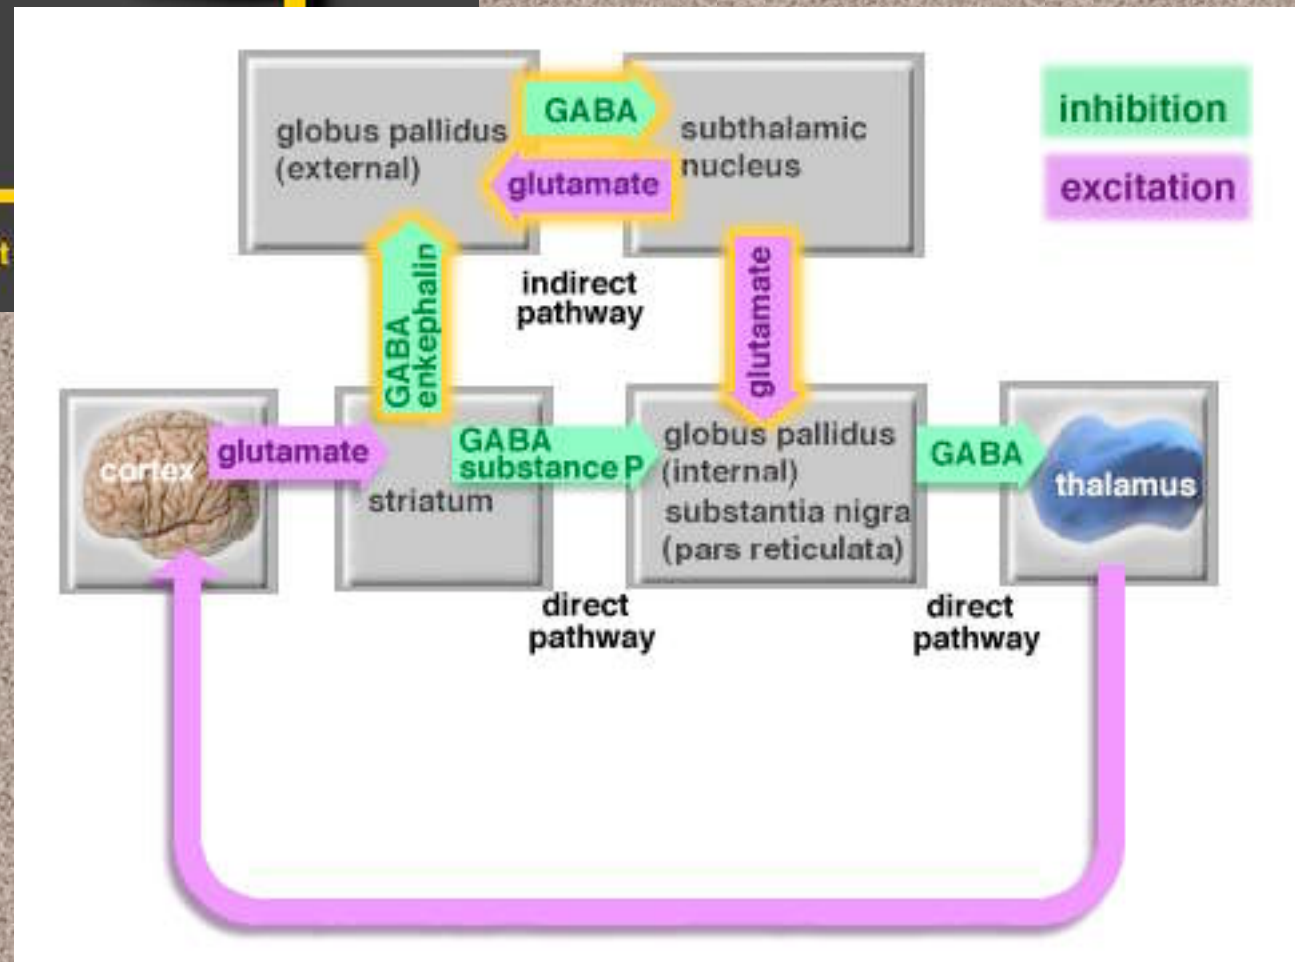 globus pallidus
(external)
GABA
glutamate
subthalamic
nucleus
inhibition
excitation
t
GABA
enkephalin
indirect
pathway
glutamate
cortex
glutamate
striatum
GABA
substance P
globus pallidus
(internal)
substantia nigra
(pars reticulata)
GABA
thalamus
direct
pathway
direct
pathway